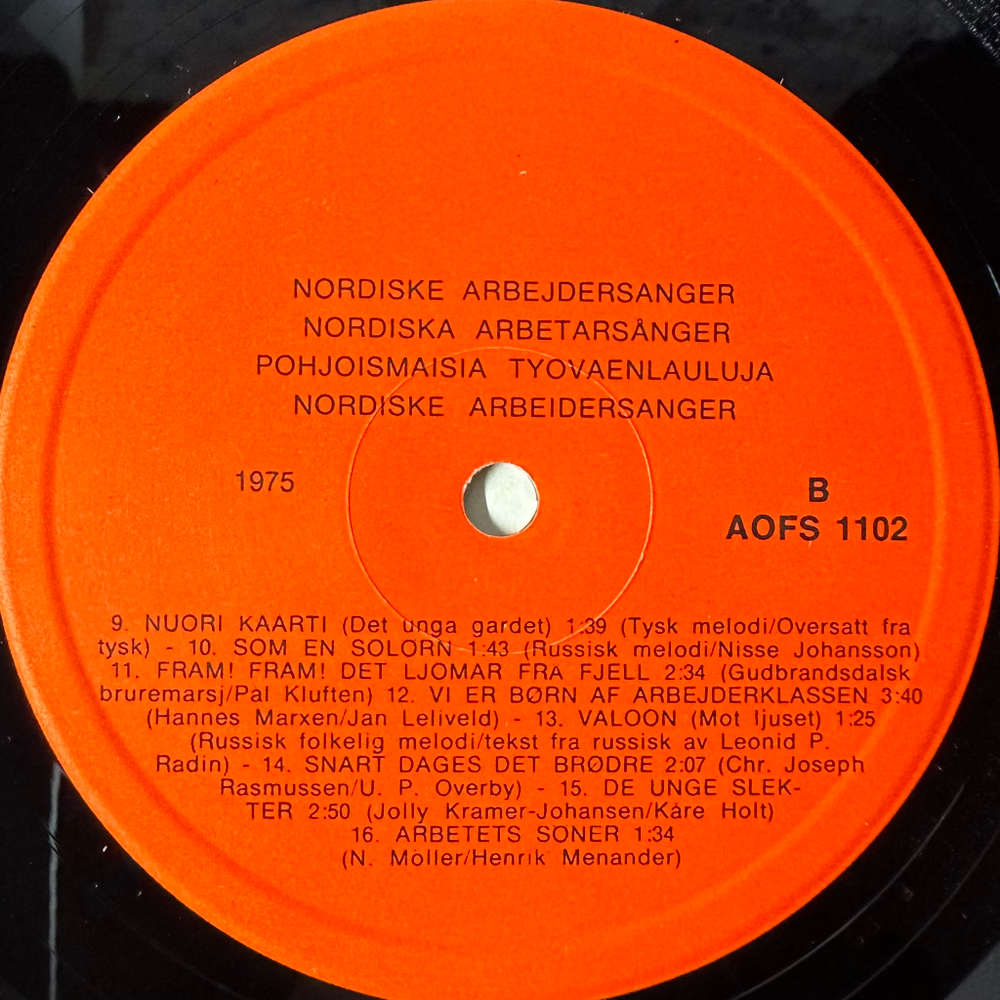 NORDISKE ARBEJDERSANGER
NORDISKA ARBETARSÅNGER
POHJOISMAISIA TYOVAENLAULUJA
NORDISKE ARBEIDERSANGER
1975
B
AOFS 1102
9. NUORI KAARTI (Det unga gardet) 1:39 (Tysk melodi/Oversatt fra
tysk) - 10. SOM EN SOLORN 1:43 (Russisk melodi/Nisse Johansson)
11. FRAM! FRAM! DET LJOMAR FRA FJELL 2:34 (Gudbrandsdalsk
bruremarsj/Pal Kluften) 12. VI ER BØRN AF ARBEJDERKLASSEN 3:40
(Hannes Marxen/Jan Leliveld) - 13. VALOON (Mot ljuset) 1:25
(Russisk folkelig melodi/tekst fra russisk av Leonid P.
Radin) - 14. SNART DAGES DET BRØDRE 2:07 (Chr. Joseph
Rasmussen/U. P. Overby) - 15. DE UNGE SLEK-
TER 2:50 (Jolly Kramer-Johansen/Kåre Holt)
16. ARBETETS SONER 1:34
(N. Möller/Henrik Menander)